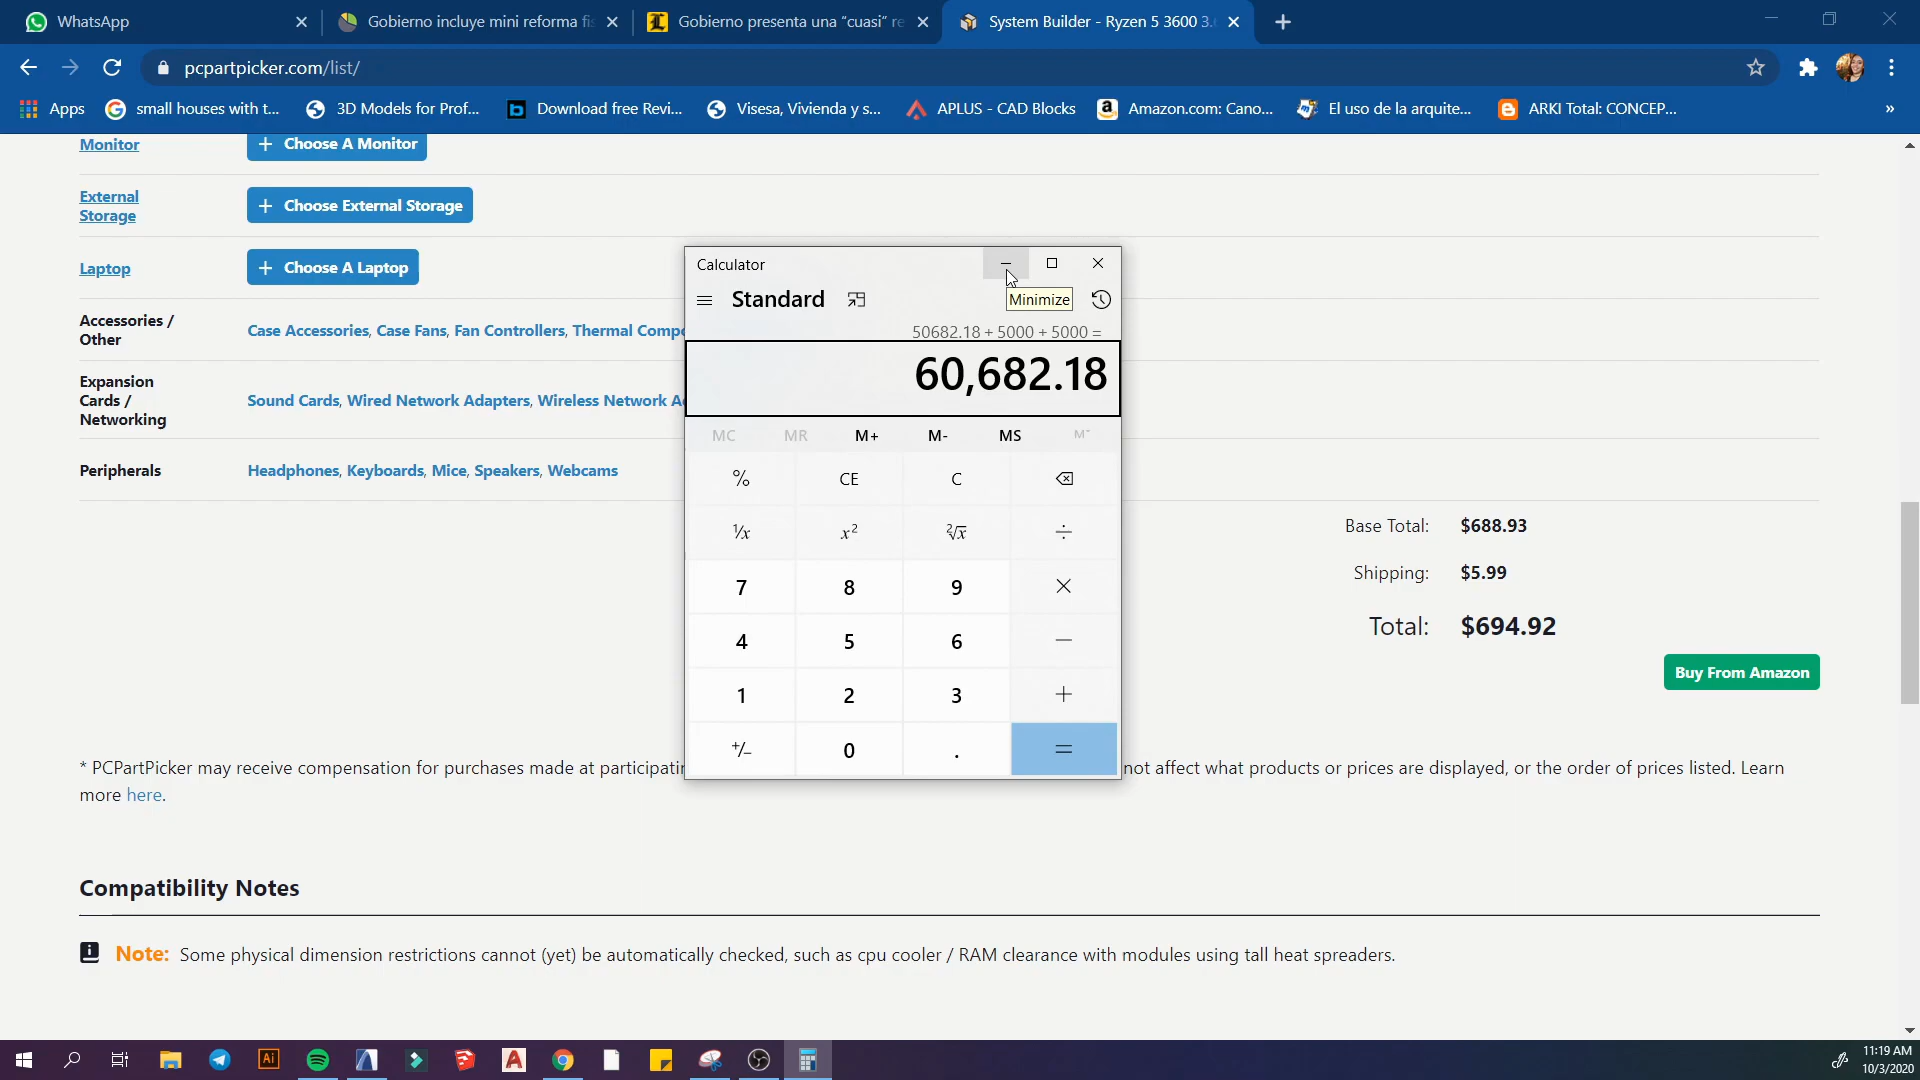 WhatsApp
Gobierno incluye mini reforma fis
Gobierno presenta una “cuasi” re
System Builder - Ryzen 5 3600 3.
pcpartpicker.com/list/
Apps
small houses with t...
3D Models for Prof...
Download free Revi...
Visesa, Vivienda y s...
APLUS - CAD Blocks
Amazon.com: Cano...
El uso de la arquite...
ARKI Total: CONCEP...
»
Monitor
+ Choose A Monitor
External
Storage
+ Choose External Storage
Laptop
+ Choose A Laptop
Accessories /
Other
Case Accessories, Case Fans, Fan Controllers, Thermal Compo
Expansion
Cards /
Networking
Sound Cards, Wired Network Adapters, Wireless Network A
Peripherals
Headphones, Keyboards, Mice, Speakers, Webcams
Calculator
Standard
Minimize
50682.18 + 5000 + 5000 =
60,682.18
MC MR M+ M- MS M˅
% CE C
⅟x x² ²√x ÷
7 8 9 ×
4 5 6 −
1 2 3 +
+/− 0 . =
Base Total: $688.93
Shipping: $5.99
Total: $694.92
Buy From Amazon
* PCPartPicker may receive compensation for purchases made at participati not affect what products or prices are displayed, or the order of prices listed. Learn
more here.
Compatibility Notes
Note: Some physical dimension restrictions cannot (yet) be automatically checked, such as cpu cooler / RAM clearance with modules using tall heat spreaders.
Ai
11:19 AM
10/3/2020